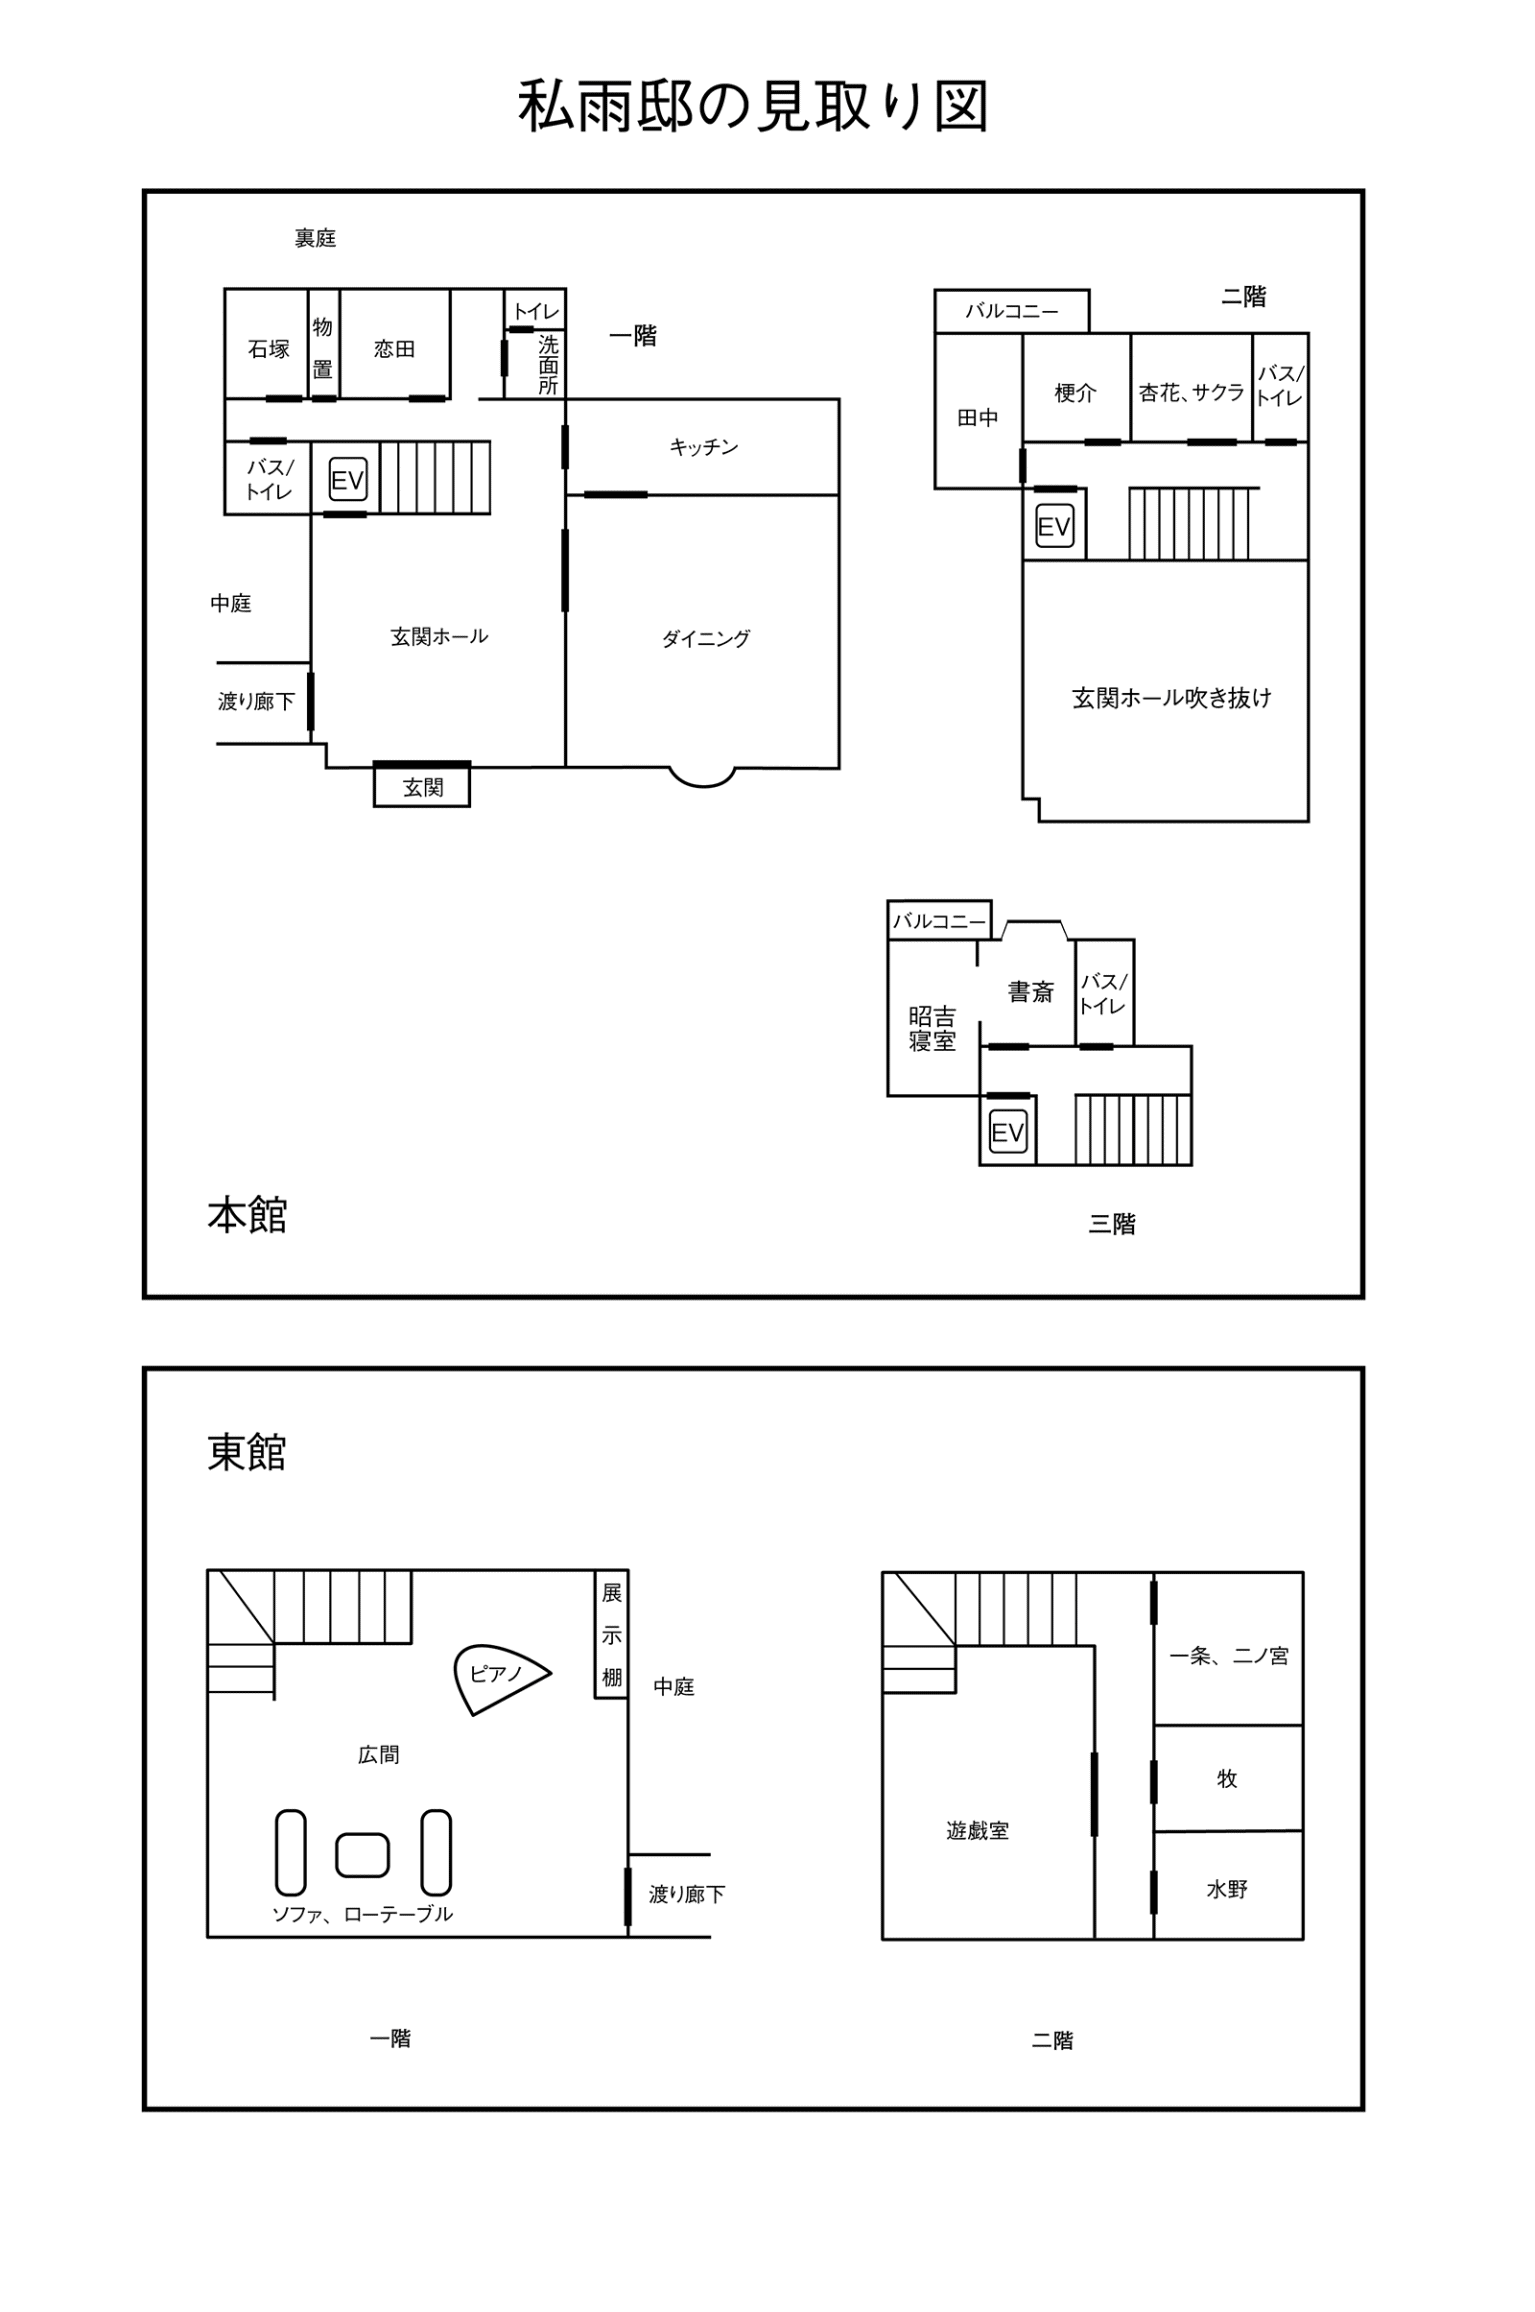 私雨邸の見取り図
裏庭
石塚
物置
恋田
トイレ
洗面所
一階
キッチン
バス/
トイレ
EV
中庭
玄関ホール
ダイニング
渡り廊下
玄関
二階
バルコニー
田中
梗介
杏花、サクラ
バス/
トイレ
EV
玄関ホール吹き抜け
バルコニー
書斎
バス/
トイレ
昭吉
寝室
EV
三階
本館
東館
展示棚
ピアノ
中庭
広間
渡り廊下
ソファ、ローテーブル
一階
一条、二ノ宮
牧
遊戯室
水野
二階